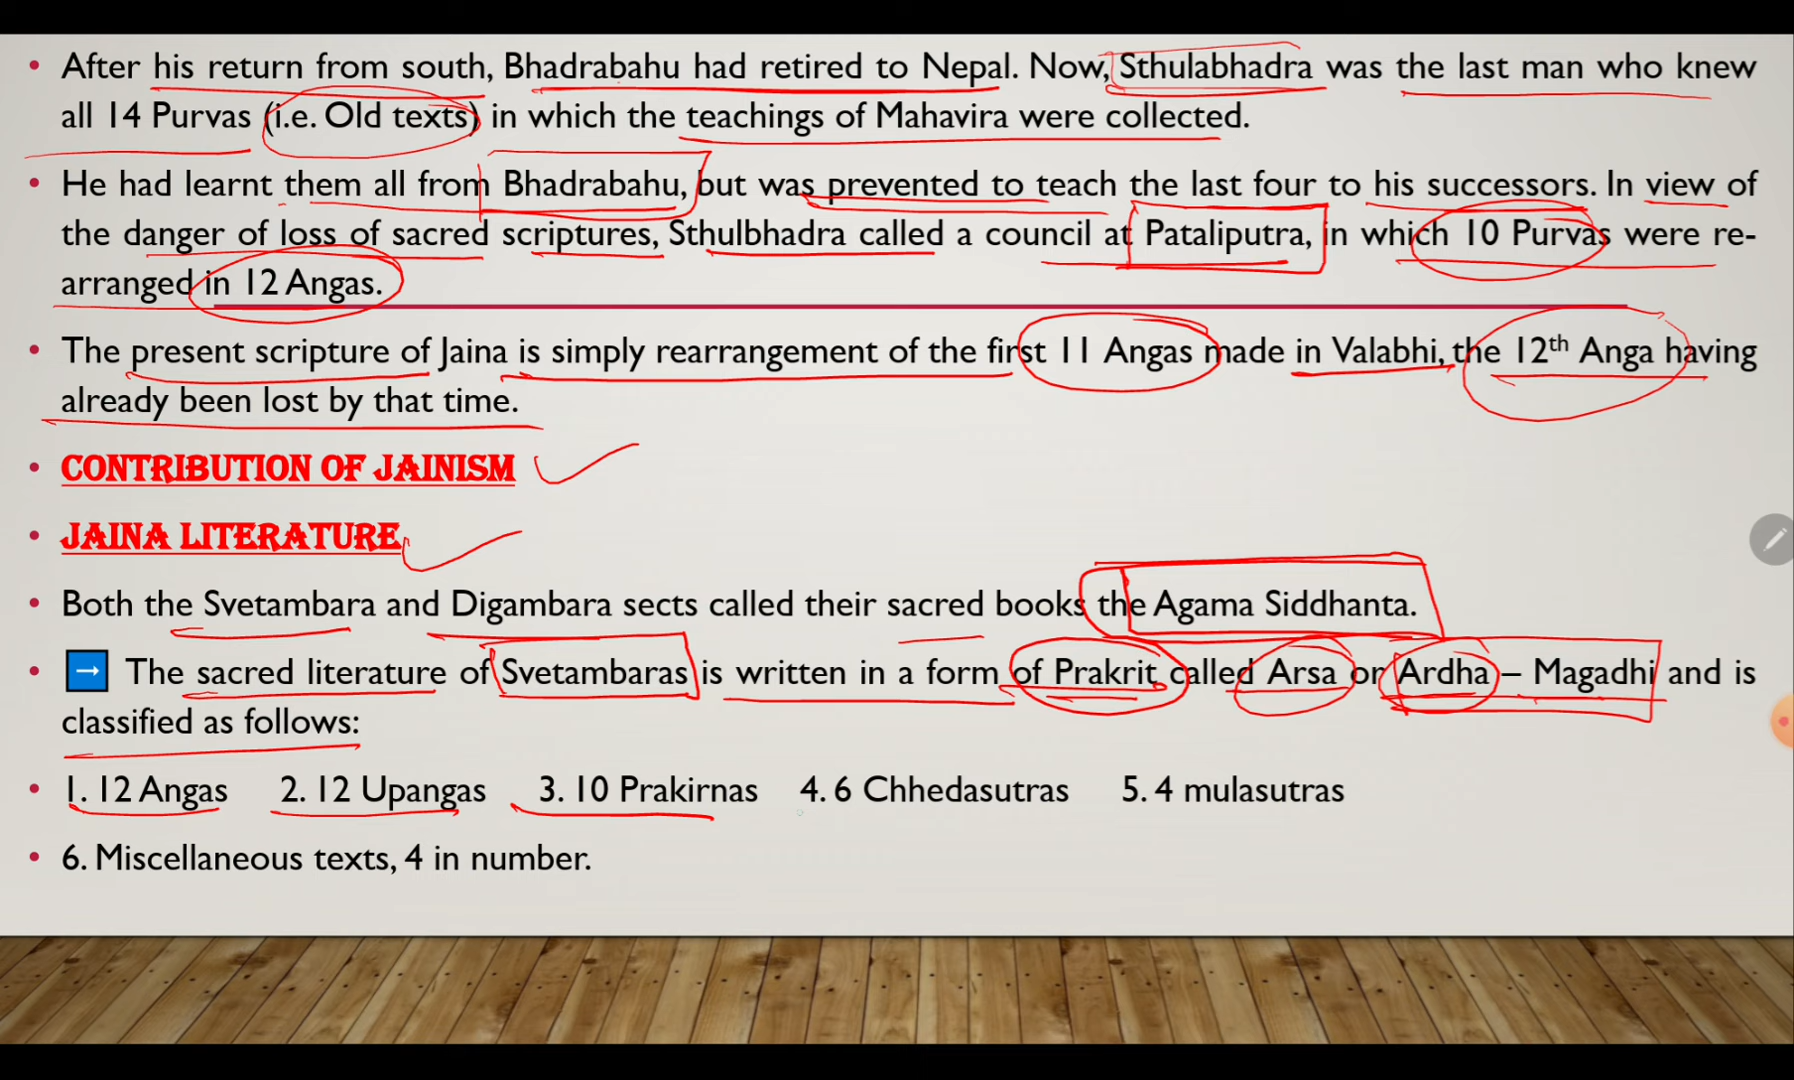 • After his return from south, Bhadrabahu had retired to Nepal. Now, Sthulabhadra was the last man who knew
all 14 Purvas (i.e. Old texts) in which the teachings of Mahavira were collected.
• He had learnt them all from Bhadrabahu, but was prevented to teach the last four to his successors. In view of
the danger of loss of sacred scriptures, Sthulbhadra called a council at Pataliputra, in which 10 Purvas were re-
arranged in 12 Angas.
• The present scripture of Jaina is simply rearrangement of the first 11 Angas made in Valabhi, the 12th Anga having
already been lost by that time.
• CONTRIBUTION OF JAINISM
• JAINA LITERATURE
• Both the Svetambara and Digambara sects called their sacred books the Agama Siddhanta.
• → The sacred literature of Svetambaras is written in a form of Prakrit called Arsa or Ardha – Magadhi and is
classified as follows:
• 1. 12 Angas 2. 12 Upangas 3. 10 Prakirnas 4. 6 Chhedasutras 5. 4 mulasutras
• 6. Miscellaneous texts, 4 in number.